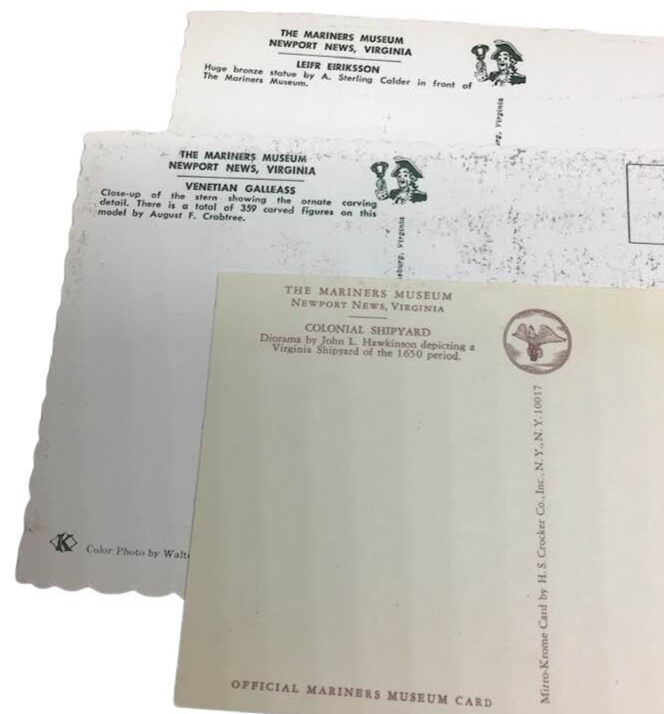 THE MARINERS MUSEUM
NEWPORT NEWS, VIRGINIA
LEIFR EIRIKSSON
Huge bronze statue by A. Sterling Calder in front of
The Mariners Museum.
Virginia
THE MARINERS MUSEUM
NEWPORT NEWS, VIRGINIA
VENETIAN GALLEASS
Close-up of the stern showing the ornate carving
detail. There is a total of 359 carved figures on this
model by August F. Crabtree.
Virginia
K
Color Photo by
THE MARINERS MUSEUM
NEWPORT NEWS, VIRGINIA
COLONIAL SHIPYARD
Diorama by John L. Hawkinson depicting a
Virginia Shipyard of the 1650 period.
Mirro-Krome Card by H. S. Crocker Co., Inc., N.Y., N.Y. 10017
OFFICIAL MARINERS MUSEUM CARD